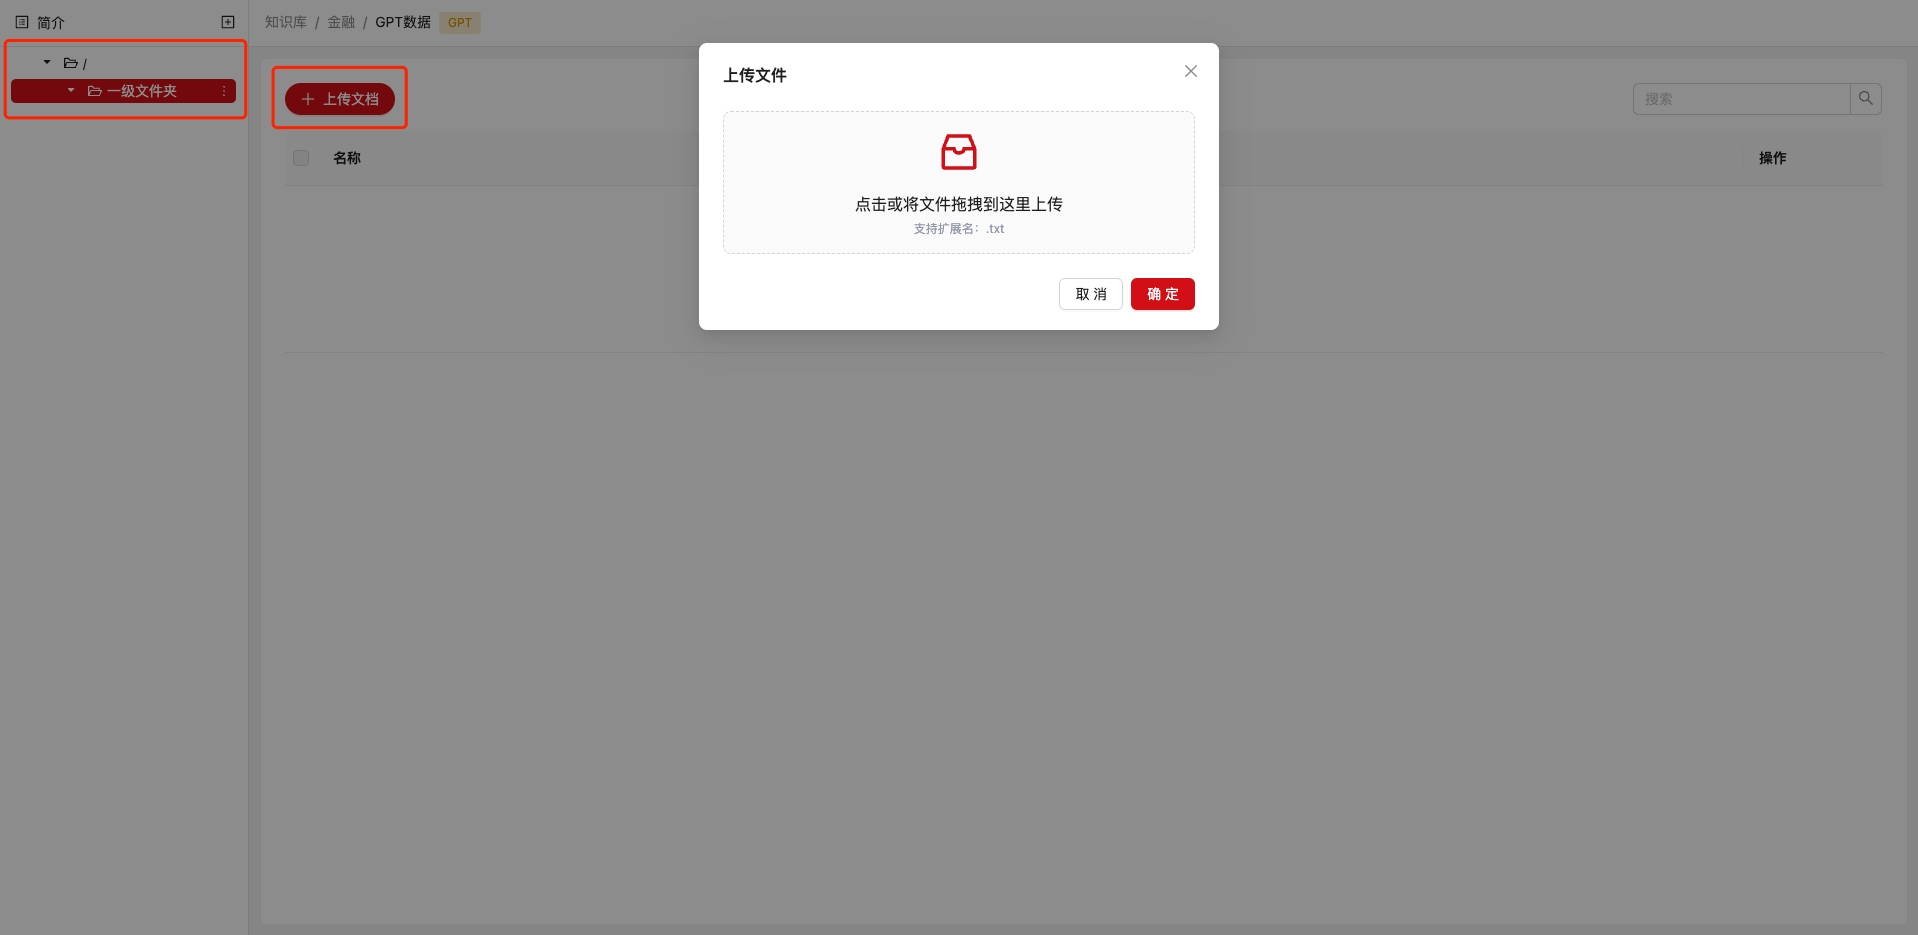 简介
/
一级文件夹
知识库 / 金融 / GPT数据 GPT
上传文档
搜索
名称
操作
上传文件
点击或将文件拖拽到这里上传
支持扩展名：.txt
取 消
确 定